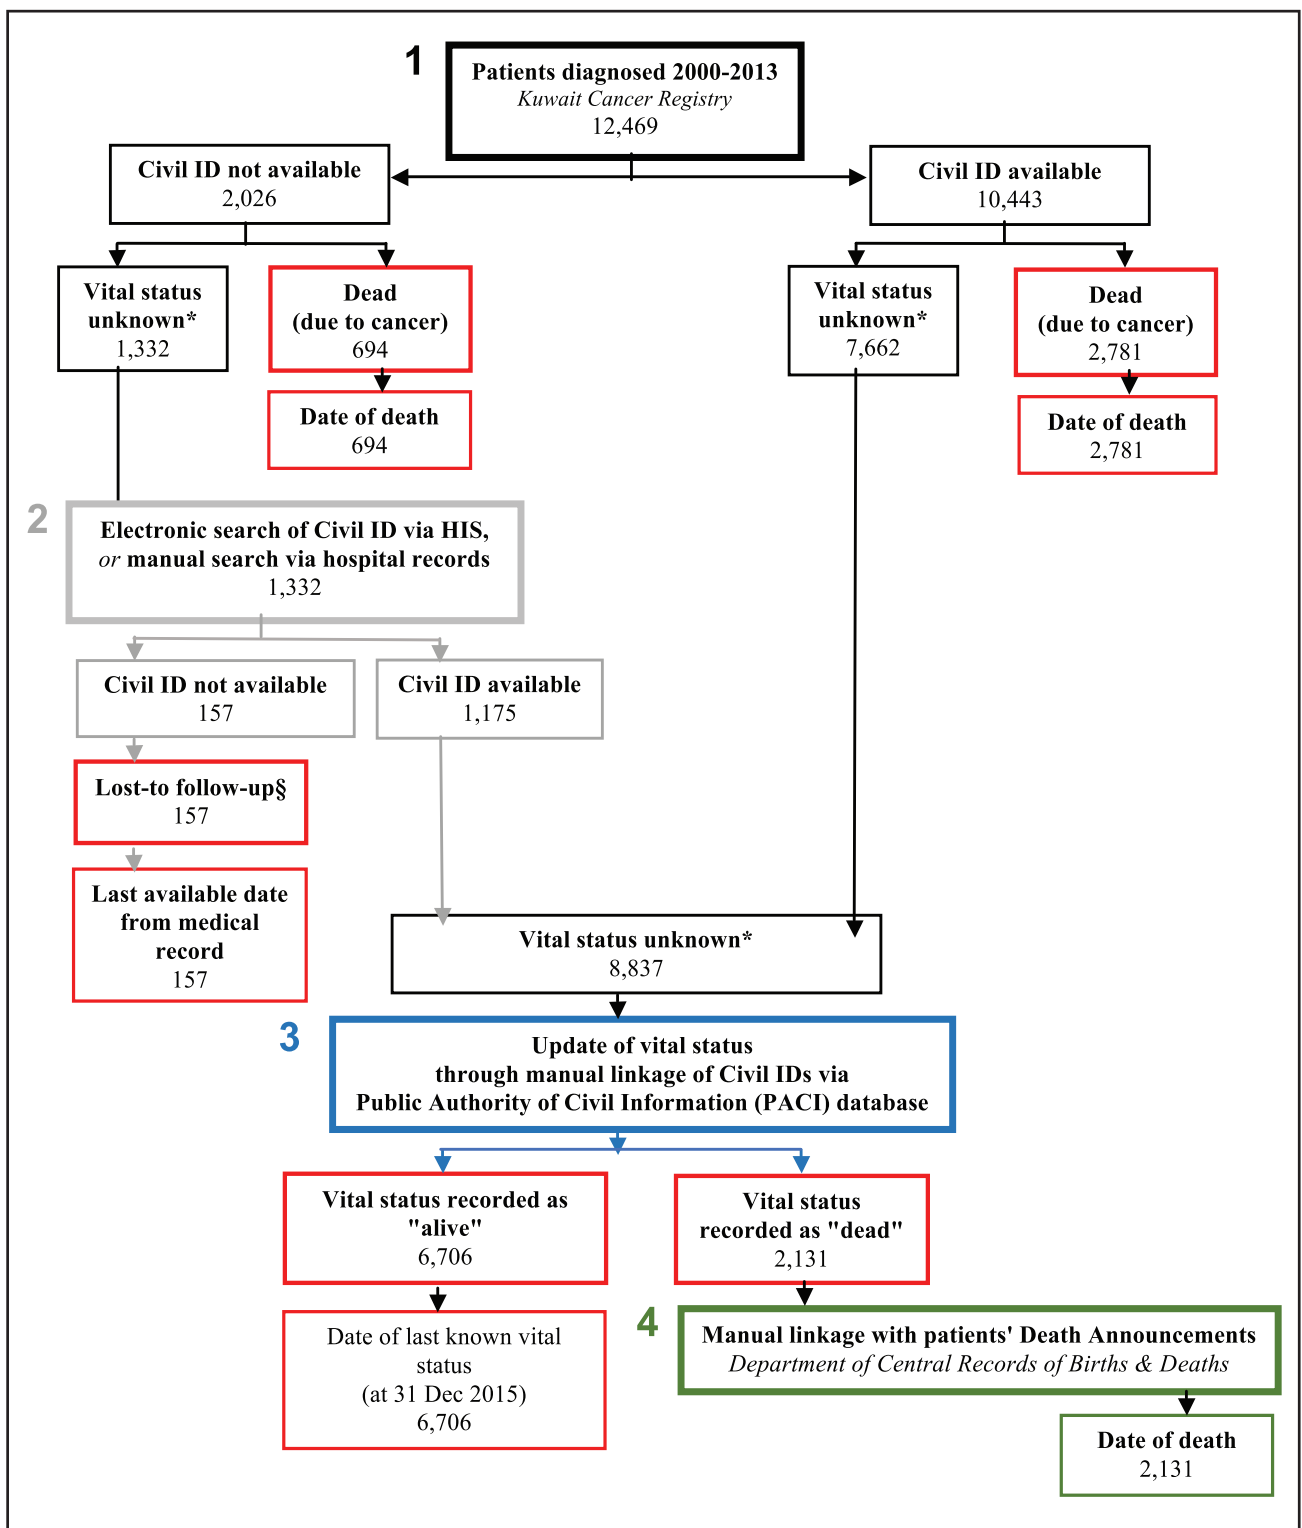 1
Patients diagnosed 2000-2013
Kuwait Cancer Registry
12,469
Civil ID not available
2,026
Civil ID available
10,443
Vital status
unknown*
1,332
Dead
(due to cancer)
694
Date of death
694
Vital status
unknown*
7,662
Dead
(due to cancer)
2,781
Date of death
2,781
2
Electronic search of Civil ID via HIS,
or manual search via hospital records
1,332
Civil ID not available
157
Civil ID available
1,175
Lost-to follow-up§
157
Last available date
from medical
record
157
Vital status unknown*
8,837
3
Update of vital status
through manual linkage of Civil IDs via
Public Authority of Civil Information (PACI) database
Vital status recorded as
"alive"
6,706
Vital status
recorded as "dead"
2,131
Date of last known vital
status
(at 31 Dec 2015)
6,706
4
Manual linkage with patients' Death Announcements
Department of Central Records of Births & Deaths
Date of death
2,131